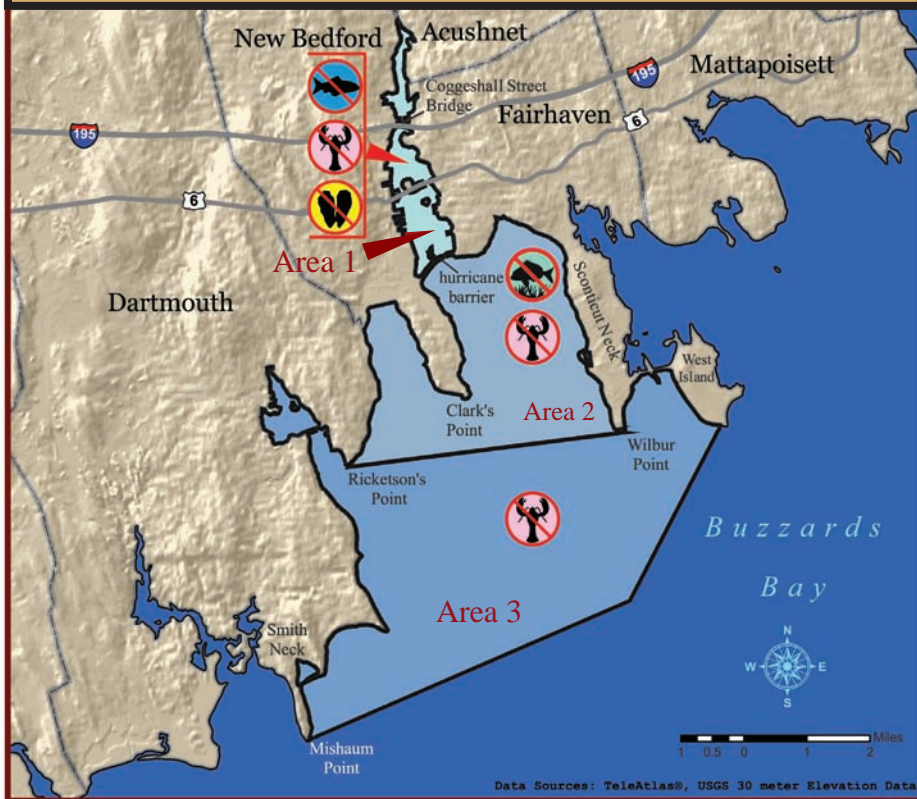 New Bedford
Acushnet
195
Mattapoisett
Coggeshall Street
Bridge
Fairhaven
6
195
6
Area 1
hurricane
barrier
Dartmouth
Sconticut Neck
West
Island
Clark's
Point
Area 2
Wilbur
Point
Ricketson's
Point
Buzzards
Bay
Area 3
Smith
Neck
N
W
E
S
Mishaum
Point
Miles
1 0.5 0 1 2
Data Sources: TeleAtlas®, USGS 30 meter Elevation Data